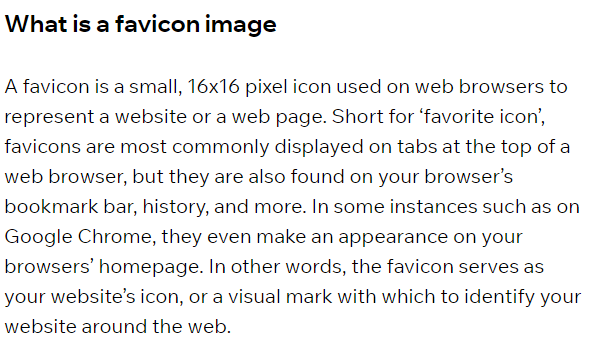 What is a favicon image
A favicon is a small, 16x16 pixel icon used on web browsers to
represent a website or a web page. Short for ‘favorite icon’,
favicons are most commonly displayed on tabs at the top of a
web browser, but they are also found on your browser’s
bookmark bar, history, and more. In some instances such as on
Google Chrome, they even make an appearance on your
browsers’ homepage. In other words, the favicon serves as
your website’s icon, or a visual mark with which to identify your
website around the web.